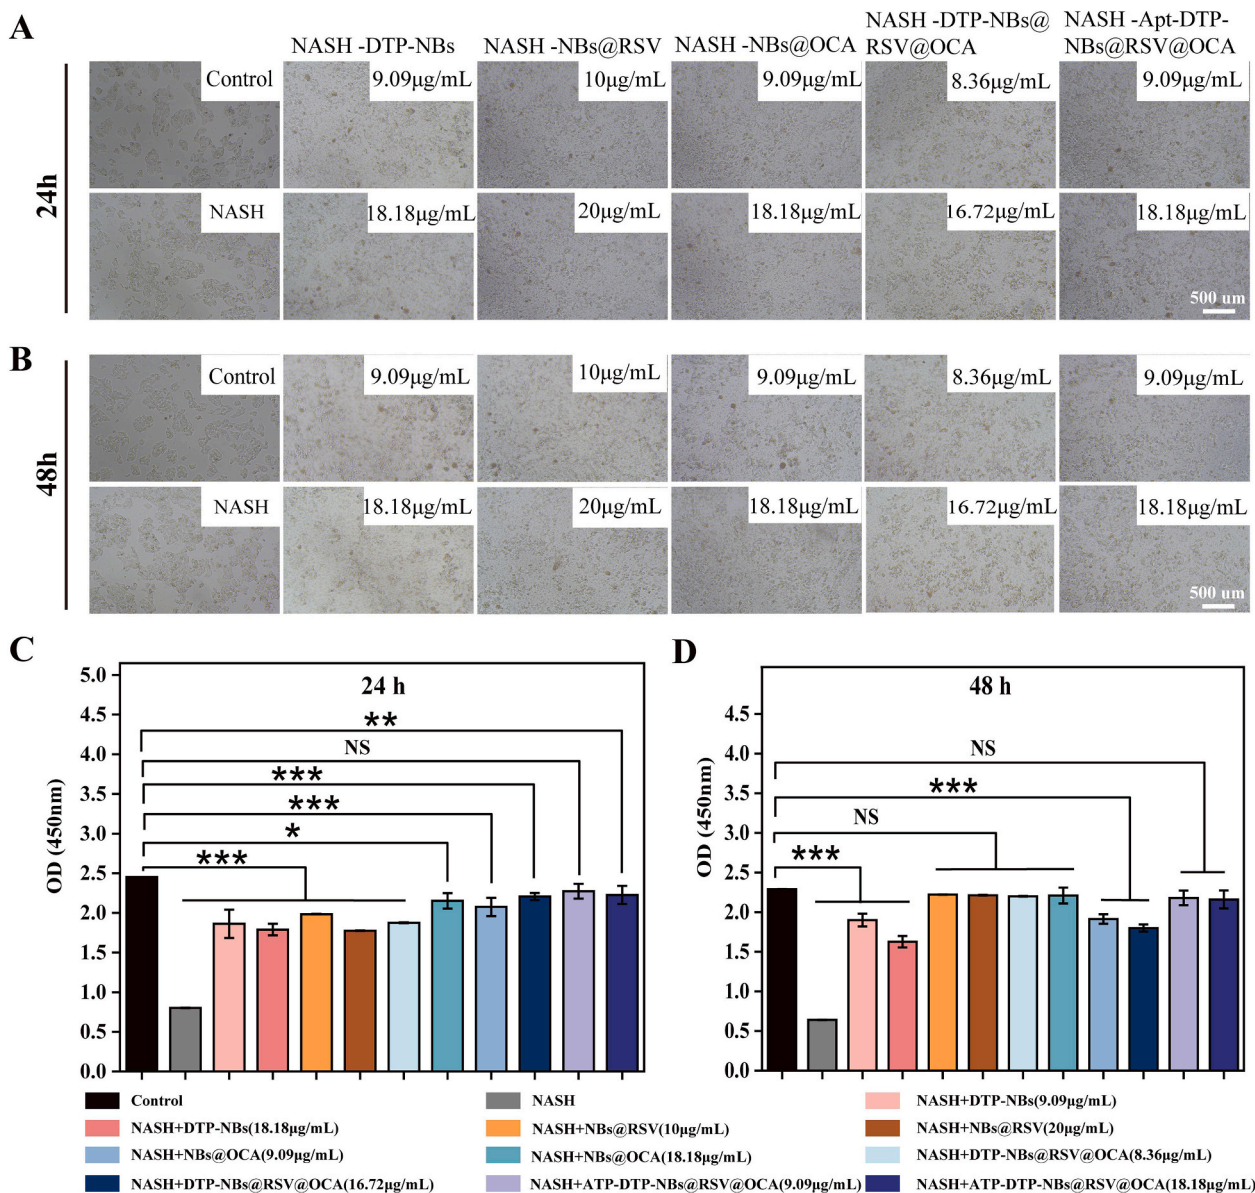 A
NASH -DTP-NBs
NASH -NBs@RSV
NASH -NBs@OCA
NASH -DTP-NBs@
RSV@OCA
NASH -Apt-DTP-
NBs@RSV@OCA
24h
Control
9.09μg/mL
10μg/mL
9.09μg/mL
8.36μg/mL
9.09μg/mL
NASH
18.18μg/mL
20μg/mL
18.18μg/mL
16.72μg/mL
18.18μg/mL
500 um
B
48h
Control
9.09μg/mL
10μg/mL
9.09μg/mL
8.36μg/mL
9.09μg/mL
NASH
18.18μg/mL
20μg/mL
18.18μg/mL
16.72μg/mL
18.18μg/mL
500 um
C
24 h
OD (450nm)
5.0
4.5
4.0
3.5
3.0
2.5
2.0
1.5
1.0
0.5
0.0
**
NS
***
***
*
***
D
48 h
OD (450nm)
4.5
4.0
3.5
3.0
2.5
2.0
1.5
1.0
0.5
0.0
NS
***
NS
***
Control
NASH
NASH+DTP-NBs(9.09μg/mL)
NASH+DTP-NBs(18.18μg/mL)
NASH+NBs@RSV(10μg/mL)
NASH+NBs@RSV(20μg/mL)
NASH+NBs@OCA(9.09μg/mL)
NASH+NBs@OCA(18.18μg/mL)
NASH+DTP-NBs@RSV@OCA(8.36μg/mL)
NASH+DTP-NBs@RSV@OCA(16.72μg/mL)
NASH+ATP-DTP-NBs@RSV@OCA(9.09μg/mL)
NASH+ATP-DTP-NBs@RSV@OCA(18.18μg/mL)